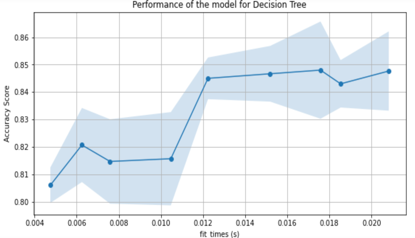 Performance of the model for Decision Tree
Accuracy Score
0.86
0.85
0.84
0.83
0.82
0.81
0.80
0.004 0.006 0.008 0.010 0.012 0.014 0.016 0.018 0.020
fit_times (s)